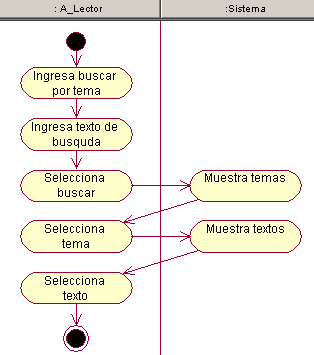 : A_Lector
:Sistema
Ingresa buscar
por tema
Ingresa texto de
busquda
Selecciona
buscar
Muestra temas
Selecciona
tema
Muestra textos
Selecciona
texto